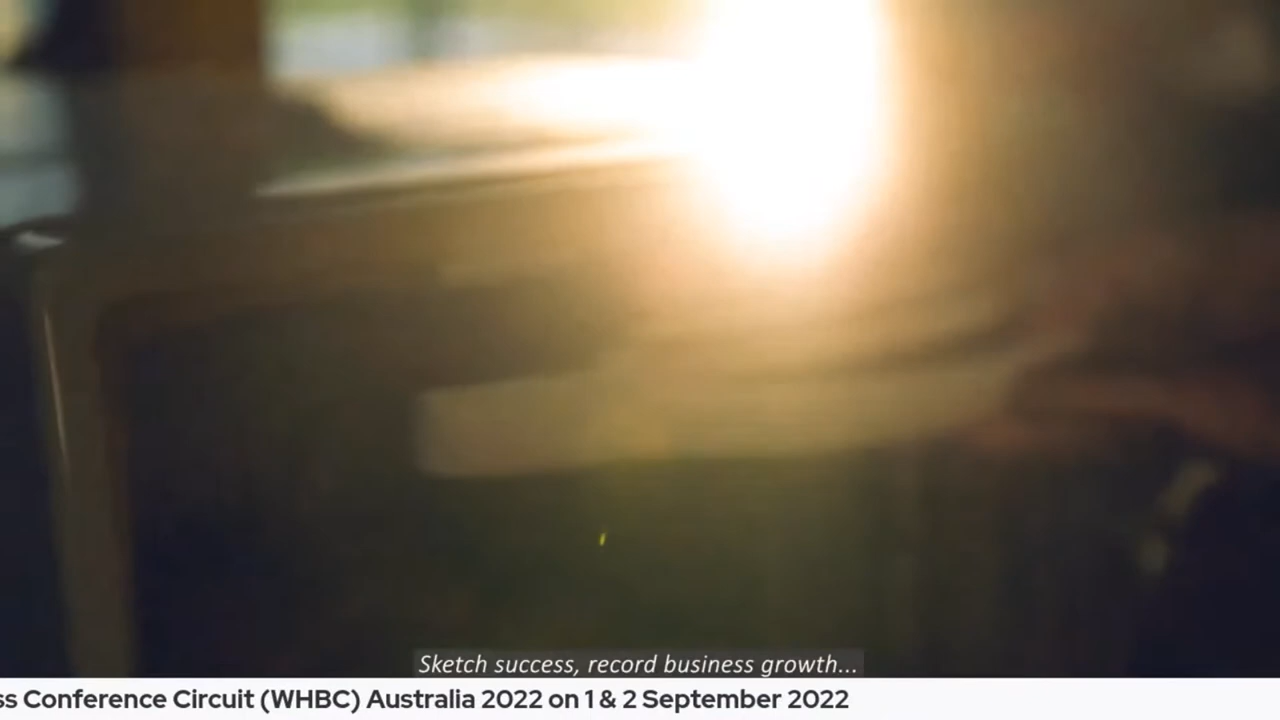 Sketch success, record business growth...
ss Conference Circuit (WHBC) Australia 2022 on 1 & 2 September 2022